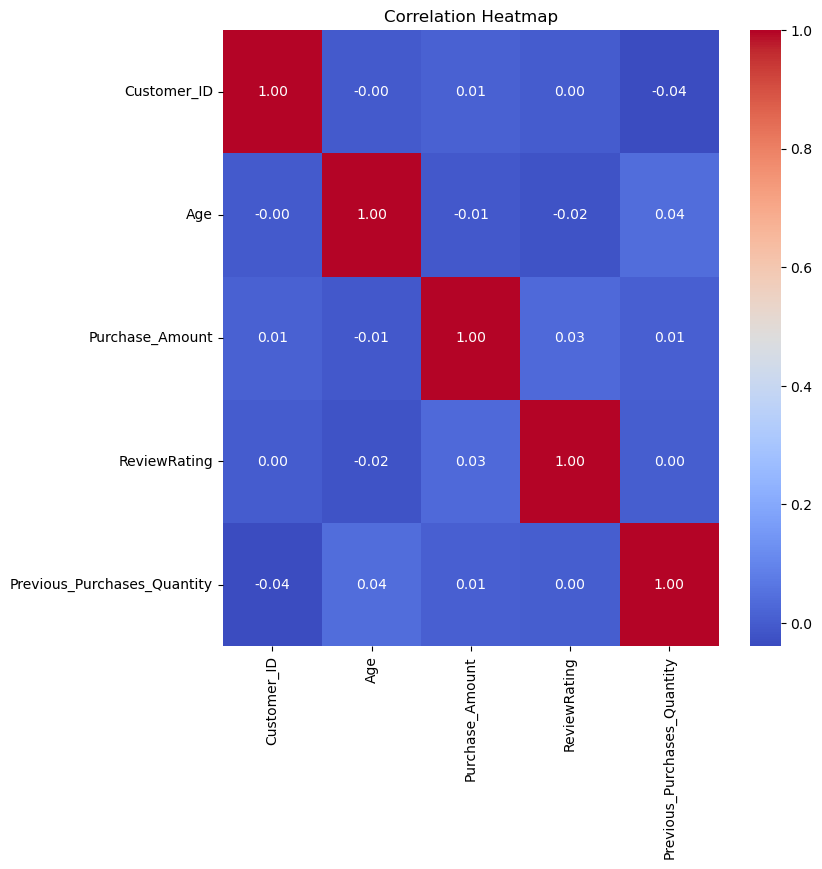 Correlation Heatmap
Customer_ID 1.00 -0.00 0.01 0.00 -0.04
Age -0.00 1.00 -0.01 -0.02 0.04
Purchase_Amount 0.01 -0.01 1.00 0.03 0.01
ReviewRating 0.00 -0.02 0.03 1.00 0.00
Previous_Purchases_Quantity -0.04 0.04 0.01 0.00 1.00
Customer_ID
Age
Purchase_Amount
ReviewRating
Previous_Purchases_Quantity
1.0
0.8
0.6
0.4
0.2
0.0